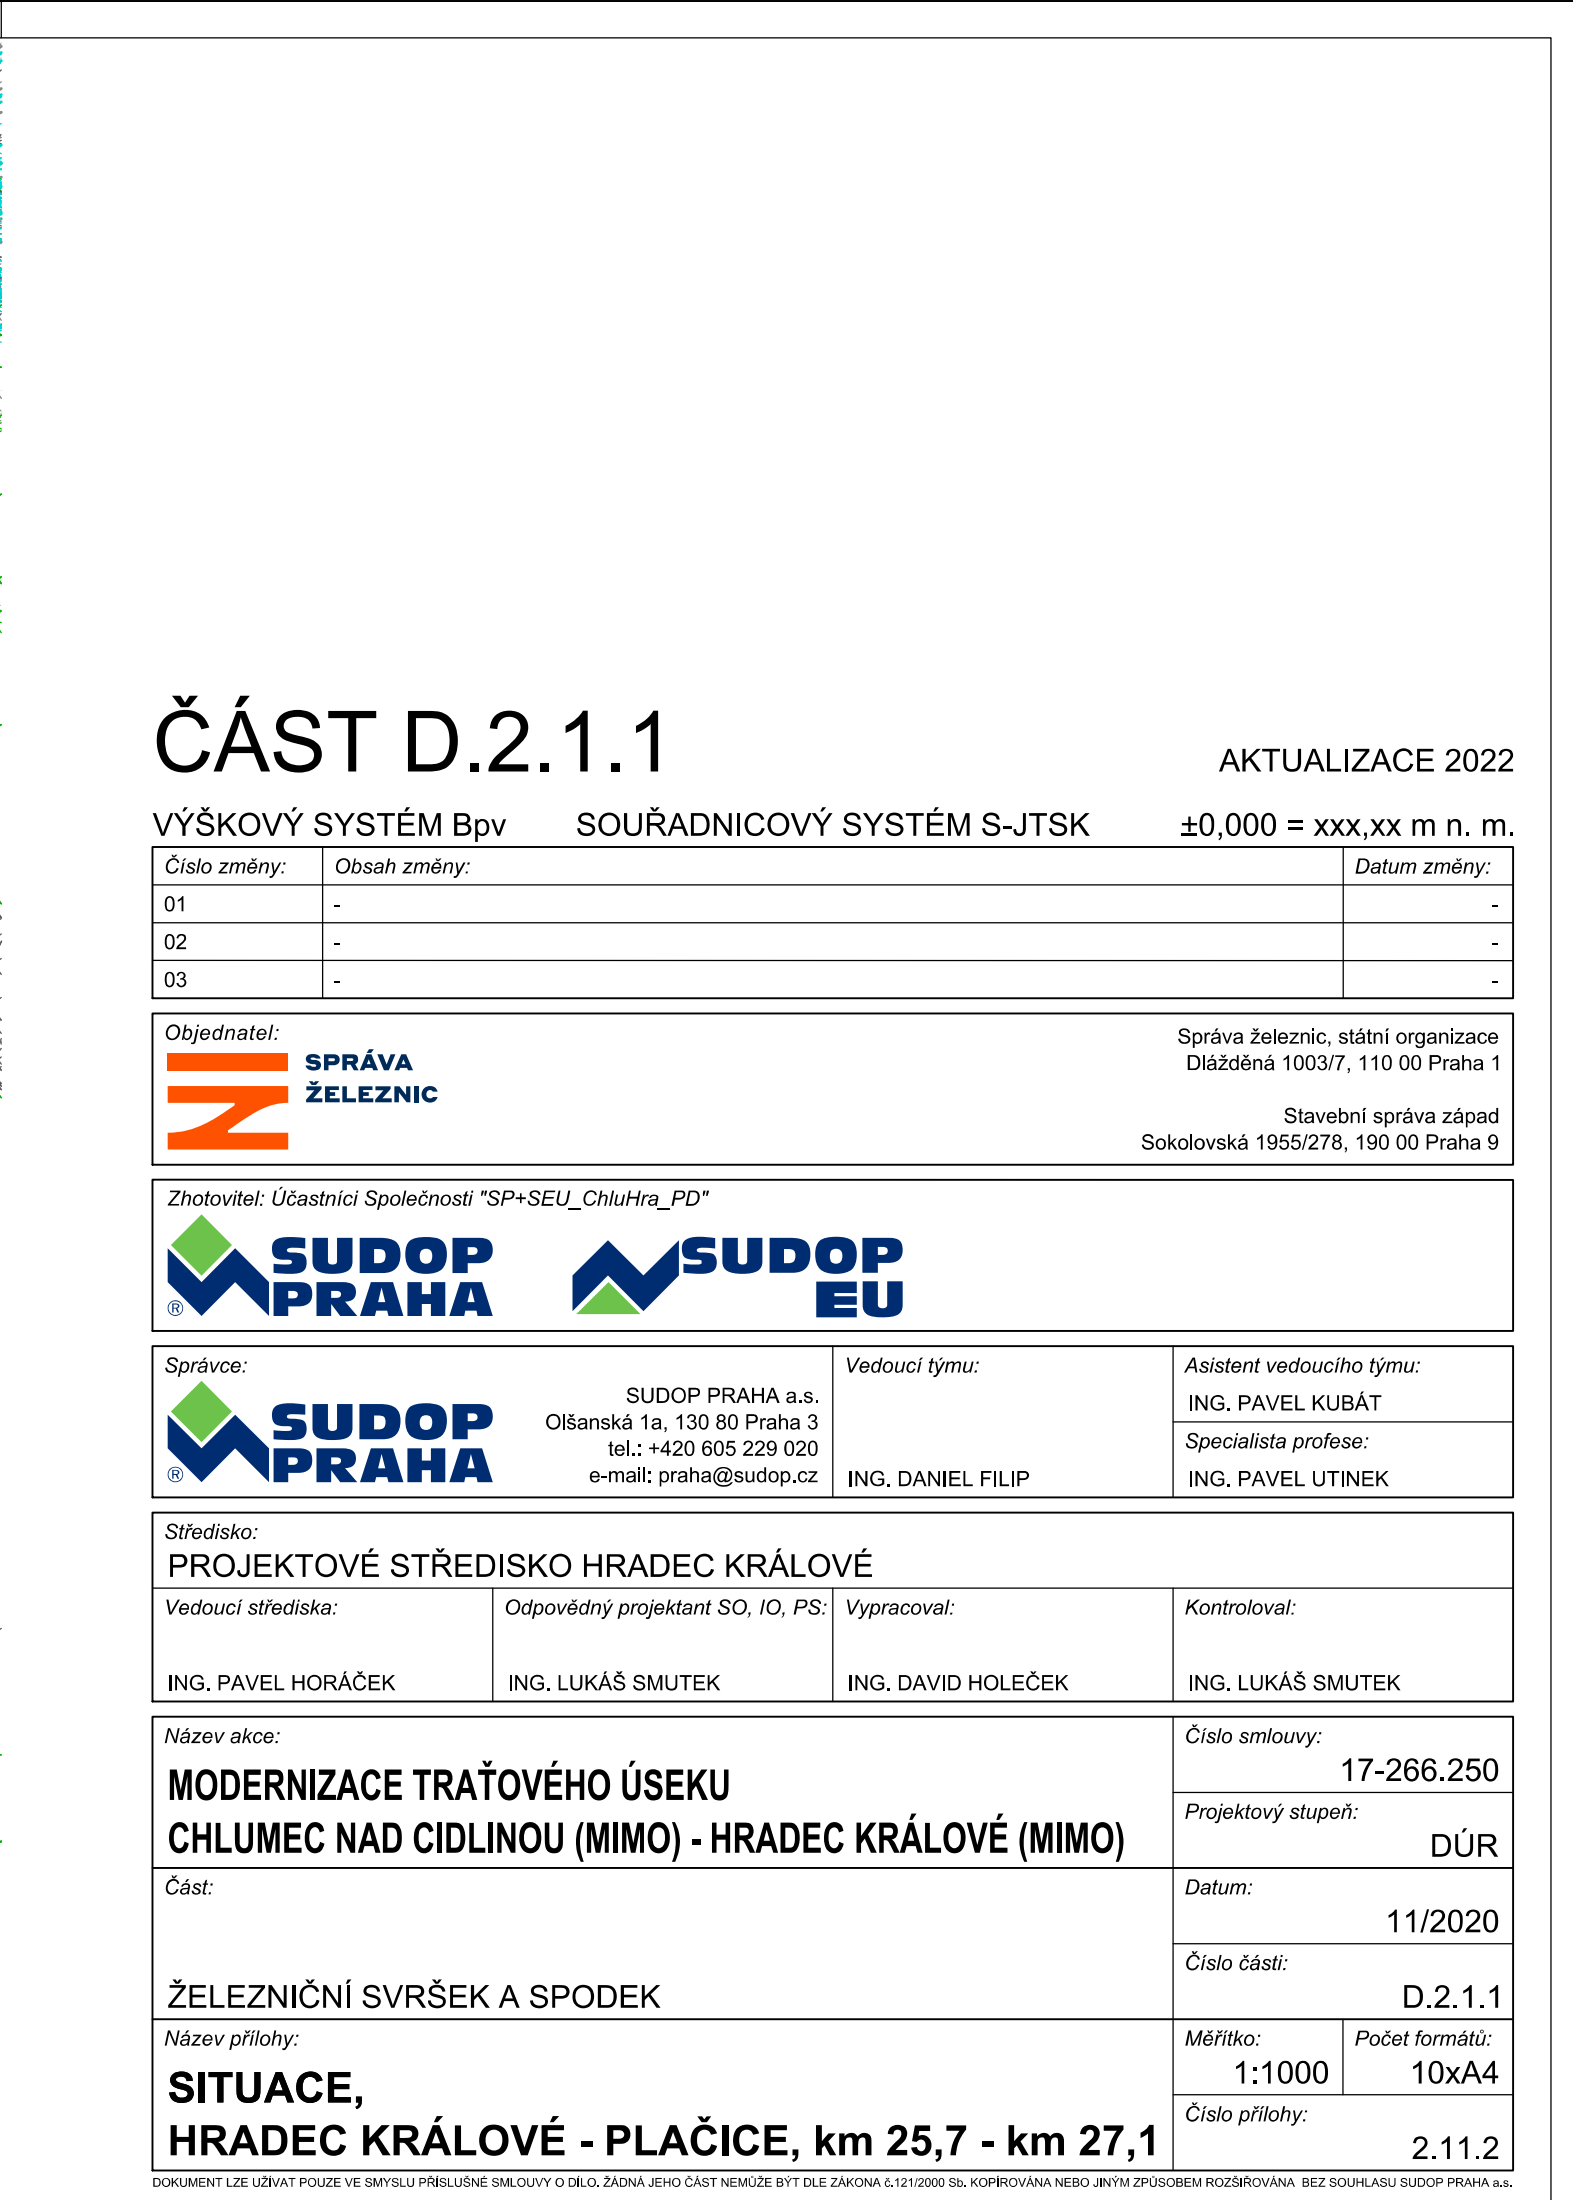 ČÁST D.2.1.1
AKTUALIZACE 2022
VÝŠKOVÝ SYSTÉM Bpv SOUŘADNICOVÝ SYSTÉM S-JTSK ±0,000 = xxx,xx m n. m.
Číslo změny: Obsah změny: Datum změny:
01 - -
02 - -
03 - -
Objednatel:
SPRÁVA
ŽELEZNIC
Správa železnic, státní organizace
Dlážděná 1003/7, 110 00 Praha 1
Stavební správa západ
Sokolovská 1955/278, 190 00 Praha 9
Zhotovitel: Účastníci Společnosti "SP+SEU_ChluHra_PD"
SUDOP
PRAHA
®
SUDOP
EU
Správce:
SUDOP
PRAHA
®
SUDOP PRAHA a.s.
Olšanská 1a, 130 80 Praha 3
tel.: +420 605 229 020
e-mail: praha@sudop.cz
Vedoucí týmu:
ING. DANIEL FILIP
Asistent vedoucího týmu:
ING. PAVEL KUBÁT
Specialista profese:
ING. PAVEL UTINEK
Středisko:
PROJEKTOVÉ STŘEDISKO HRADEC KRÁLOVÉ
Vedoucí střediska: Odpovědný projektant SO, IO, PS: Vypracoval: Kontroloval:
ING. PAVEL HORÁČEK ING. LUKÁŠ SMUTEK ING. DAVID HOLEČEK ING. LUKÁŠ SMUTEK
Název akce:
MODERNIZACE TRAŤOVÉHO ÚSEKU
CHLUMEC NAD CIDLINOU (MIMO) - HRADEC KRÁLOVÉ (MIMO)
Číslo smlouvy:
17-266.250
Projektový stupeň:
DÚR
Část:
ŽELEZNIČNÍ SVRŠEK A SPODEK
Datum:
11/2020
Číslo části:
D.2.1.1
Název přílohy:
SITUACE,
HRADEC KRÁLOVÉ - PLAČICE, km 25,7 - km 27,1
Měřítko: Počet formátů:
1:1000 10xA4
Číslo přílohy:
2.11.2
DOKUMENT LZE UŽÍVAT POUZE VE SMYSLU PŘÍSLUŠNÉ SMLOUVY O DÍLO. ŽÁDNÁ JEHO ČÁST NEMŮŽE BÝT DLE ZÁKONA č.121/2000 Sb. KOPÍROVÁNA NEBO JINÝM ZPŮSOBEM ROZŠIŘOVÁNA BEZ SOUHLASU SUDOP PRAHA a.s.